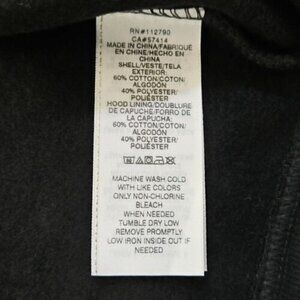 RN#112790
CA#57414
MADE IN CHINA/FABRIQUÉ
EN CHINE/HECHO EN
CHINA
SHELL/VESTE/TELA
EXTERIOR:
60% COTTON/COTON/
ALGODÓN
40% POLYESTER/
POLIÉSTER
HOOD LINING/DOUBLURE
DE CAPUCHE/FORRO DE
LA CAPUCHA:
60% COTTON/COTON/
ALGODÓN
40% POLYESTER/
POLIÉSTER
MACHINE WASH COLD
WITH LIKE COLORS
ONLY NON-CHLORINE
BLEACH
WHEN NEEDED
TUMBLE DRY LOW
REMOVE PROMPTLY
LOW IRON INSIDE OUT IF
NEEDED